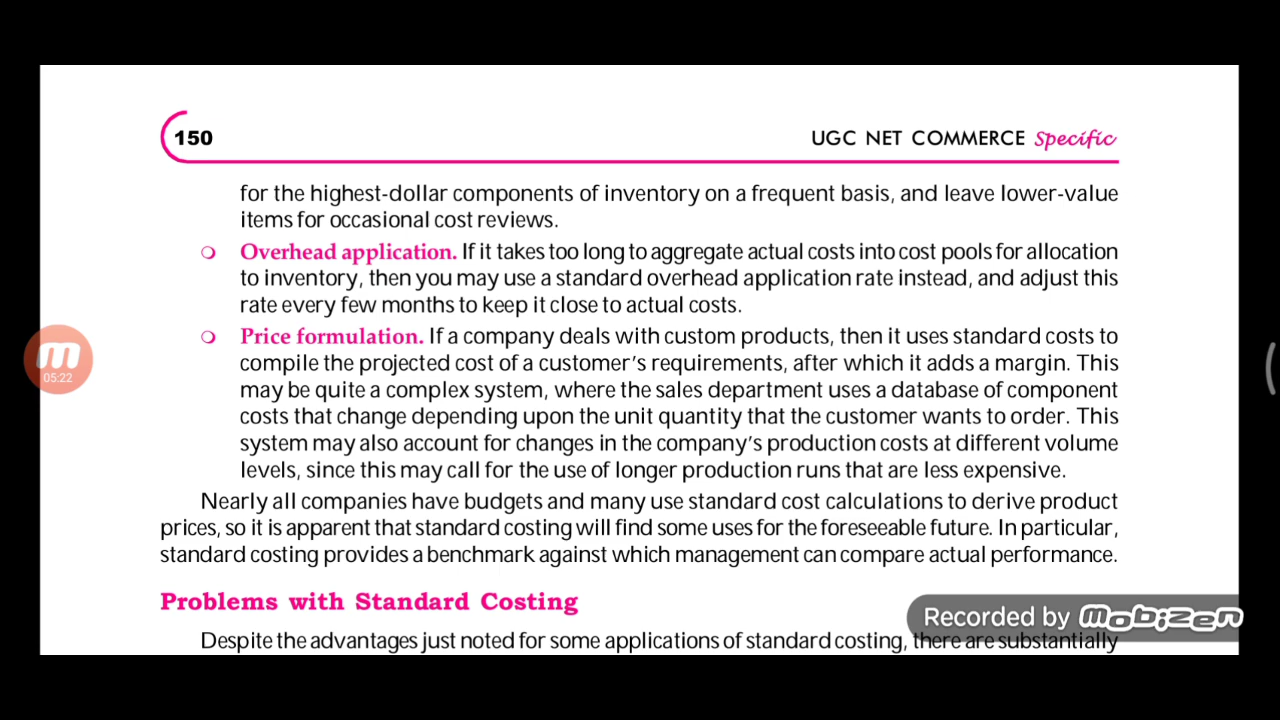 150
UGC NET COMMERCE Specific
for the highest-dollar components of inventory on a frequent basis, and leave lower-value
items for occasional cost reviews.
❍ Overhead application. If it takes too long to aggregate actual costs into cost pools for allocation
to inventory, then you may use a standard overhead application rate instead, and adjust this
rate every few months to keep it close to actual costs.
❍ Price formulation. If a company deals with custom products, then it uses standard costs to
compile the projected cost of a customer's requirements, after which it adds a margin. This
may be quite a complex system, where the sales department uses a database of component
costs that change depending upon the unit quantity that the customer wants to order. This
system may also account for changes in the company's production costs at different volume
levels, since this may call for the use of longer production runs that are less expensive.
Nearly all companies have budgets and many use standard cost calculations to derive product
prices, so it is apparent that standard costing will find some uses for the foreseeable future. In particular,
standard costing provides a benchmark against which management can compare actual performance.
Problems with Standard Costing
Despite the advantages just noted for some applications of standard costing, there are substantially
m
05:22
Recorded by mobizen